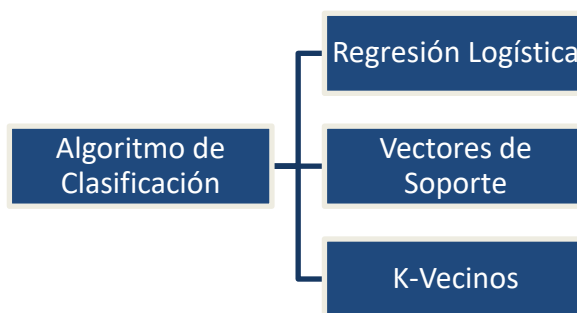 Regresión Logística
Algoritmo de
Clasificación
Vectores de
Soporte
K-Vecinos